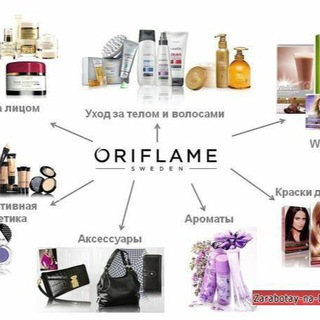 а лицом
Уход за телом и волосами
W
ORIFLAME
SWEDEN
Краски д
тивная
етика
Ароматы
Аксессуары
Zarabotay-na-